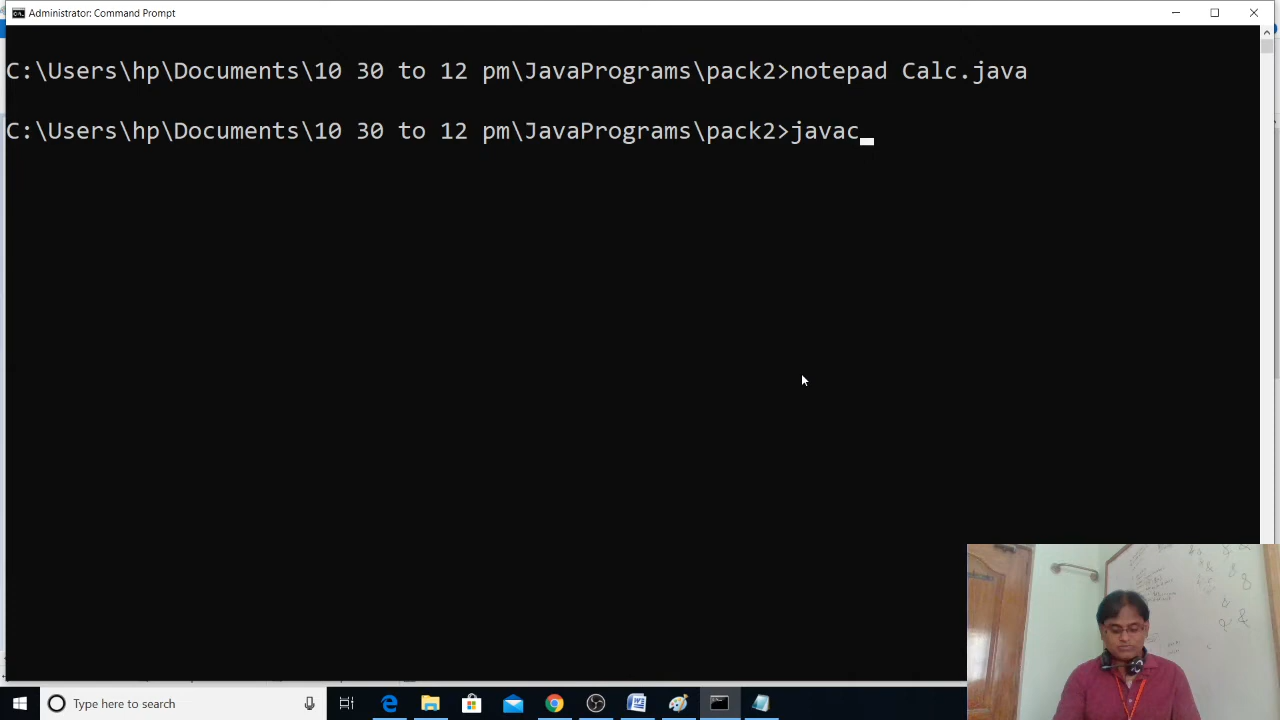 Administrator: Command Prompt
C:\Users\hp\Documents\10 30 to 12 pm\JavaPrograms\pack2>notepad Calc.java
C:\Users\hp\Documents\10 30 to 12 pm\JavaPrograms\pack2>javac
Type here to search